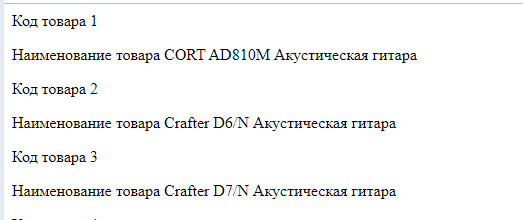 Код товара 1
Наименование товара CORT AD810M Акустическая гитара
Код товара 2
Наименование товара Crafter D6/N Акустическая гитара
Код товара 3
Наименование товара Crafter D7/N Акустическая гитара